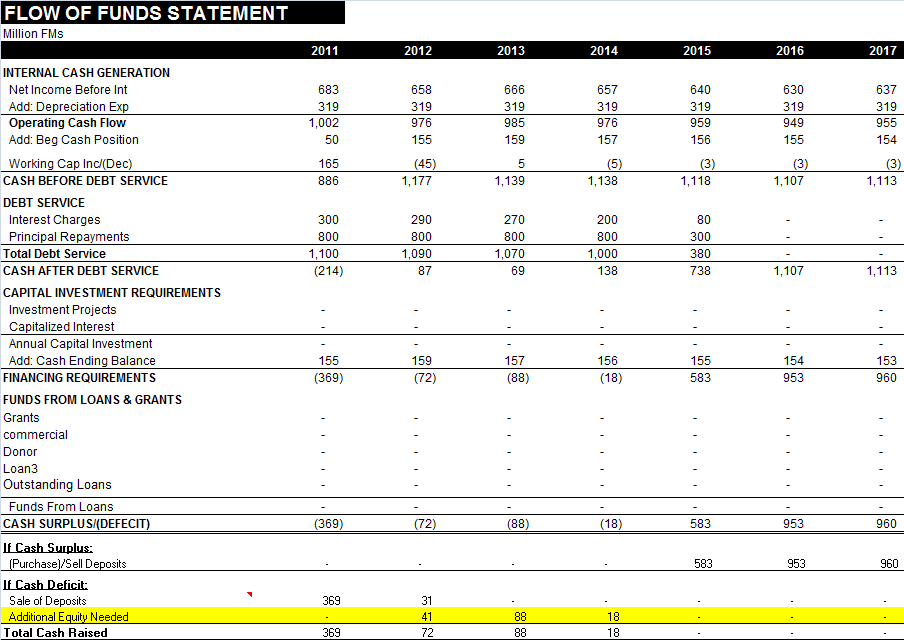 FLOW OF FUNDS STATEMENT
Million FMs
2011 2012 2013 2014 2015 2016 2017
INTERNAL CASH GENERATION
Net Income Before Int 683 658 666 657 640 630 637
Add: Depreciation Exp 319 319 319 319 319 319 319
Operating Cash Flow 1,002 976 985 976 959 949 955
Add: Beg Cash Position 50 155 159 157 156 155 154
Working Cap Inc/(Dec) 165 (45) 5 (5) (3) (3) (3)
CASH BEFORE DEBT SERVICE 886 1,177 1,139 1,138 1,118 1,107 1,113
DEBT SERVICE
Interest Charges 300 290 270 200 80 - -
Principal Repayments 800 800 800 800 300 - -
Total Debt Service 1,100 1,090 1,070 1,000 380 - -
CASH AFTER DEBT SERVICE (214) 87 69 138 738 1,107 1,113
CAPITAL INVESTMENT REQUIREMENTS
Investment Projects - - - - - - -
Capitalized Interest - - - - - - -
Annual Capital Investment - - - - - - -
Add: Cash Ending Balance 155 159 157 156 155 154 153
FINANCING REQUIREMENTS (369) (72) (88) (18) 583 953 960
FUNDS FROM LOANS & GRANTS
Grants - - - - - - -
commercial - - - - - - -
Donor - - - - - - -
Loan3 - - - - - - -
Outstanding Loans - - - - - - -
Funds From Loans - - - - - - -
CASH SURPLUS/(DEFECIT) (369) (72) (88) (18) 583 953 960
If Cash Surplus:
(Purchase)/Sell Deposits - - - - 583 953 960
If Cash Deficit:
Sale of Deposits 369 31 - - - - -
Additional Equity Needed - 41 88 18 - - -
Total Cash Raised 369 72 88 18 - - -